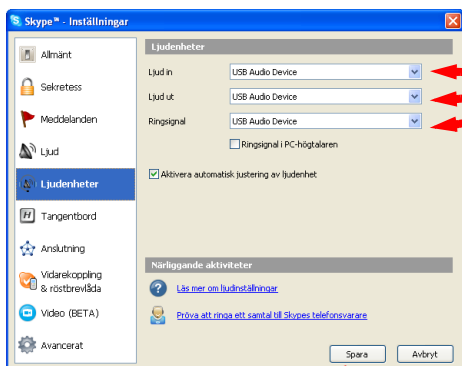 Skype™ - Inställningar
Allmänt
Sekretess
Meddelanden
Ljud
Ljudenheter
Tangentbord
Anslutning
Vidarekoppling
& röstbrevlåda
Video (BETA)
Avancerat
Ljudenheter
Ljud in USB Audio Device
Ljud ut USB Audio Device
Ringsignal USB Audio Device
Ringsignal i PC-högtalaren
Aktivera automatisk justering av ljudenhet
Närliggande aktiviteter
Läs mer om ljudinställningar
Pröva att ringa ett samtal till Skypes telefonsvarare
Spara Avbryt